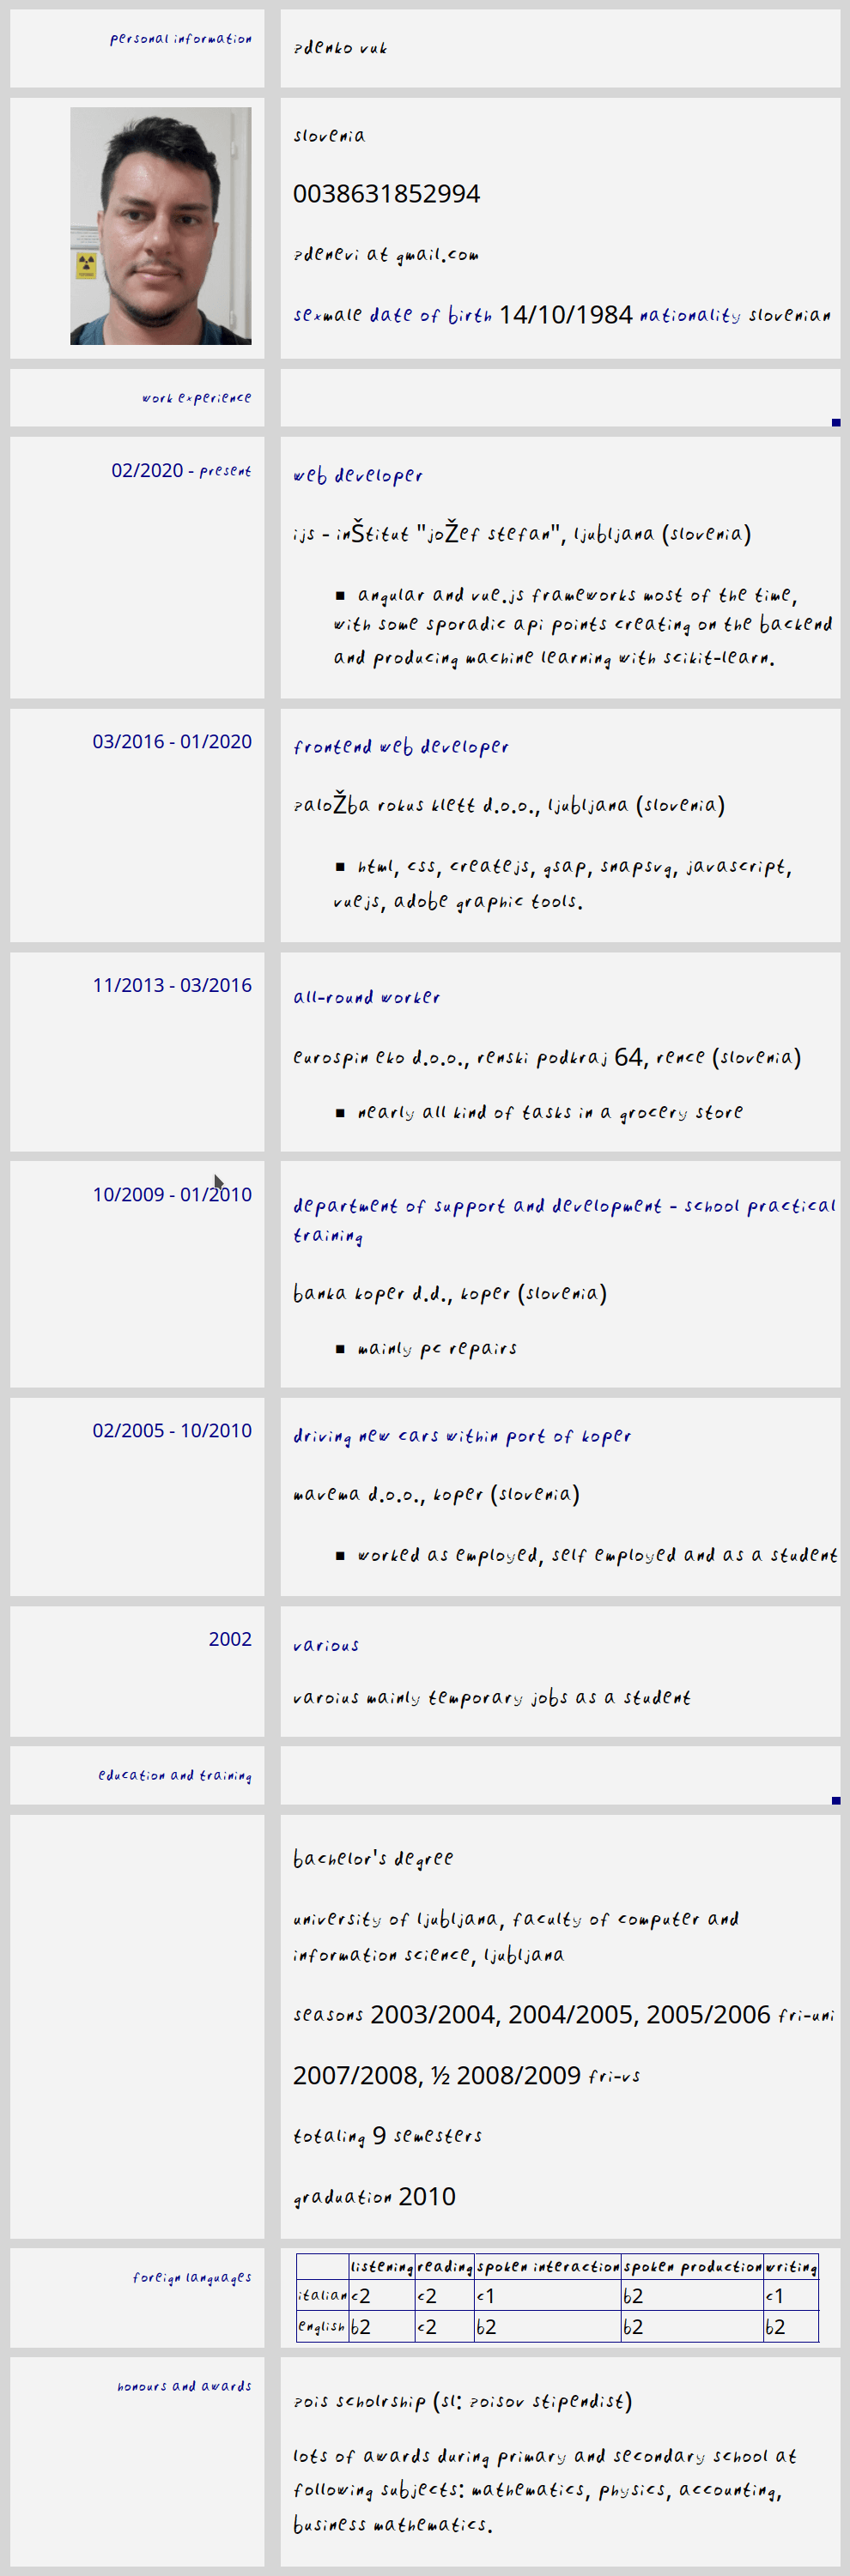 personal information
zdenko vuk
slovenia
0038631852994
zdenevi at gmail.com
sexmale date of birth 14/10/1984 nationality slovenian
work experience
02/2020 - present
web developer
ijs - inŠtitut "joŽef stefan", ljubljana (slovenia)
▪ angular and vue.js frameworks most of the time,
with some sporadic api points creating on the backend
and producing machine learning with scikit-learn.
03/2016 - 01/2020
frontend web developer
zaloŽba rokus klett d.o.o., ljubljana (slovenia)
▪ html, css, createjs, gsap, snapsvg, javascript,
vuejs, adobe graphic tools.
11/2013 - 03/2016
all-round worker
eurospin eko d.o.o., renski podkraj 64, rence (slovenia)
▪ nearly all kind of tasks in a grocery store
10/2009 - 01/2010
department of support and development - school practical
training
banka koper d.d., koper (slovenia)
▪ mainly pc repairs
02/2005 - 10/2010
driving new cars within port of koper
mavema d.o.o., koper (slovenia)
▪ worked as employed, self employed and as a student
2002
various
varoius mainly temporary jobs as a student
education and training
bachelor's degree
university of ljubljana, faculty of computer and
information science, ljubljana
seasons 2003/2004, 2004/2005, 2005/2006 fri-uni
2007/2008, ½ 2008/2009 fri-vs
totaling 9 semesters
graduation 2010
foreign languages
listening reading spoken interaction spoken production writing
italian c2 c2 c1 b2 c1
english b2 c2 b2 b2 b2
honours and awards
zois scholrship (sl: zoisov stipendist)
lots of awards during primary and secondary school at
following subjects: mathematics, physics, accounting,
business mathematics.